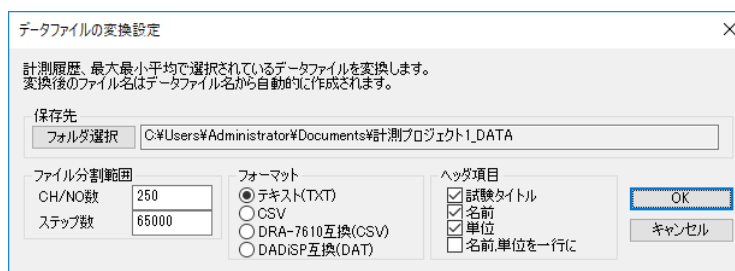 データファイルの変換設定
計測履歴、最大最小平均で選択されているデータファイルを変換します。
変換後のファイル名はデータファイル名から自動的に作成されます。
保存先
フォルダ選択 C:¥Users¥Administrator¥Documents¥計測プロジェクト1_DATA
ファイル分割範囲
CH/NO数 250
ステップ数 65000
フォーマット
テキスト(TXT)
CSV
DRA-7610互換(CSV)
DADiSP互換(DAT)
ヘッダ項目
試験タイトル
名前
単位
名前,単位を一行に
OK
キャンセル